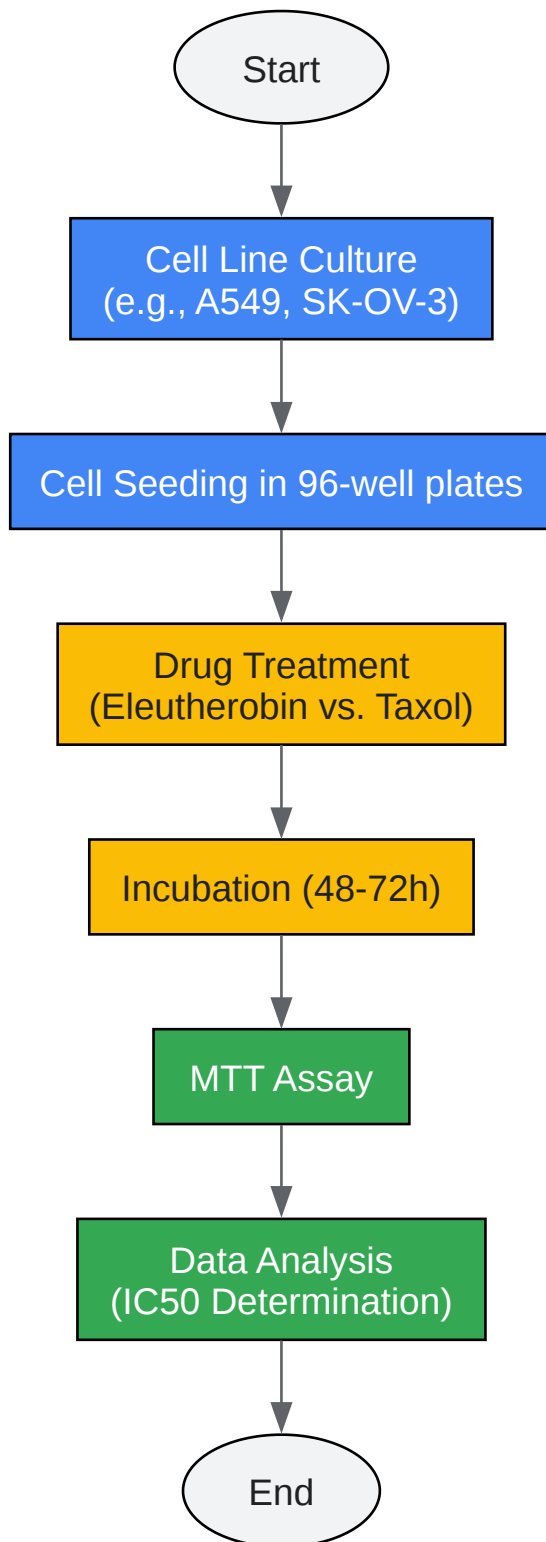 Start
Cell Line Culture
(e.g., A549, SK-OV-3)
Cell Seeding in 96-well plates
Drug Treatment
(Eleutherobin vs. Taxol)
Incubation (48-72h)
MTT Assay
Data Analysis
(IC50 Determination)
End